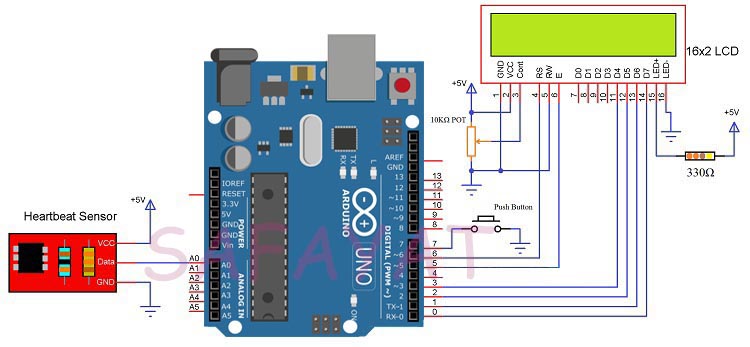 16x2 LCD
GND
VCC
Cont
RS
RW
E
D0
D1
D2
D3
D4
D5
D6
D7
LED+
LED-
1
2
3
4
5
6
7
8
9
10
11
12
13
14
15
16
+5V
10KΩ POT
+5V
330Ω
Push Button
Heartbeat Sensor
+5V
VCC
Data
GND
IOREF
RESET
3.3V
5V
GND
GND
Vin
POWER
A0
A1
A2
A3
A4
A5
A0
A1
A2
A3
A4
A5
ANALOG IN
RX
TX
L
ARDUINO
UNO
ON
AREF
GND
13
12
~11
~10
~9
8
7
~6
~5
4
~3
2
TX-1
RX-0
DIGITAL (PWM~)
13
12
11
10
9
8
7
6
5
4
3
2
1
0
SAFAYAT